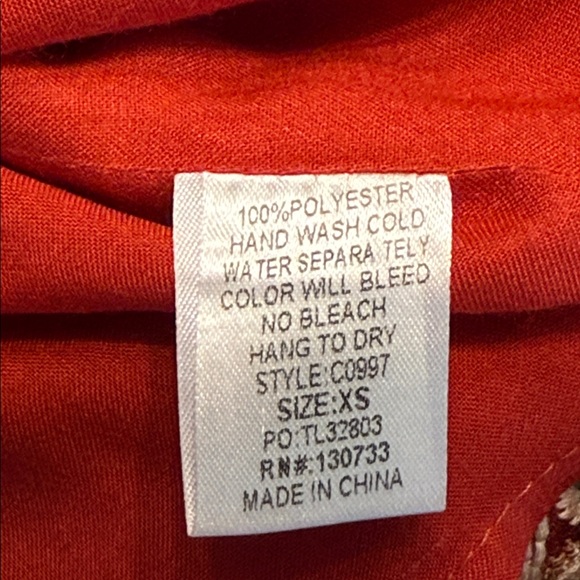 100%POLYESTER
HAND WASH COLD
WATER SEPARA TELY
COLOR WILL BLEED
NO BLEACH
HANG TO DRY
STYLE:C0997
SIZE:XS
PO:TL32803
RN#:130733
MADE IN CHINA